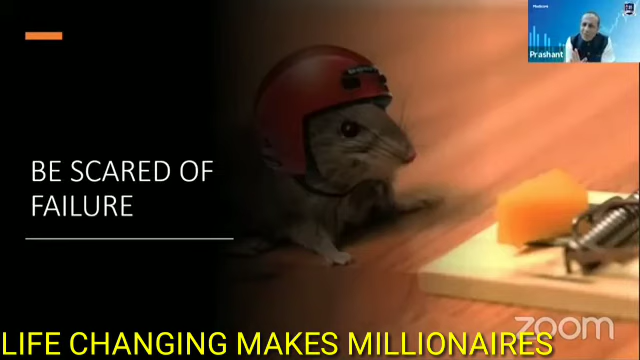 Prashant
BE SCARED OF
FAILURE
zoom
LIFE CHANGING MAKES MILLIONAIRES